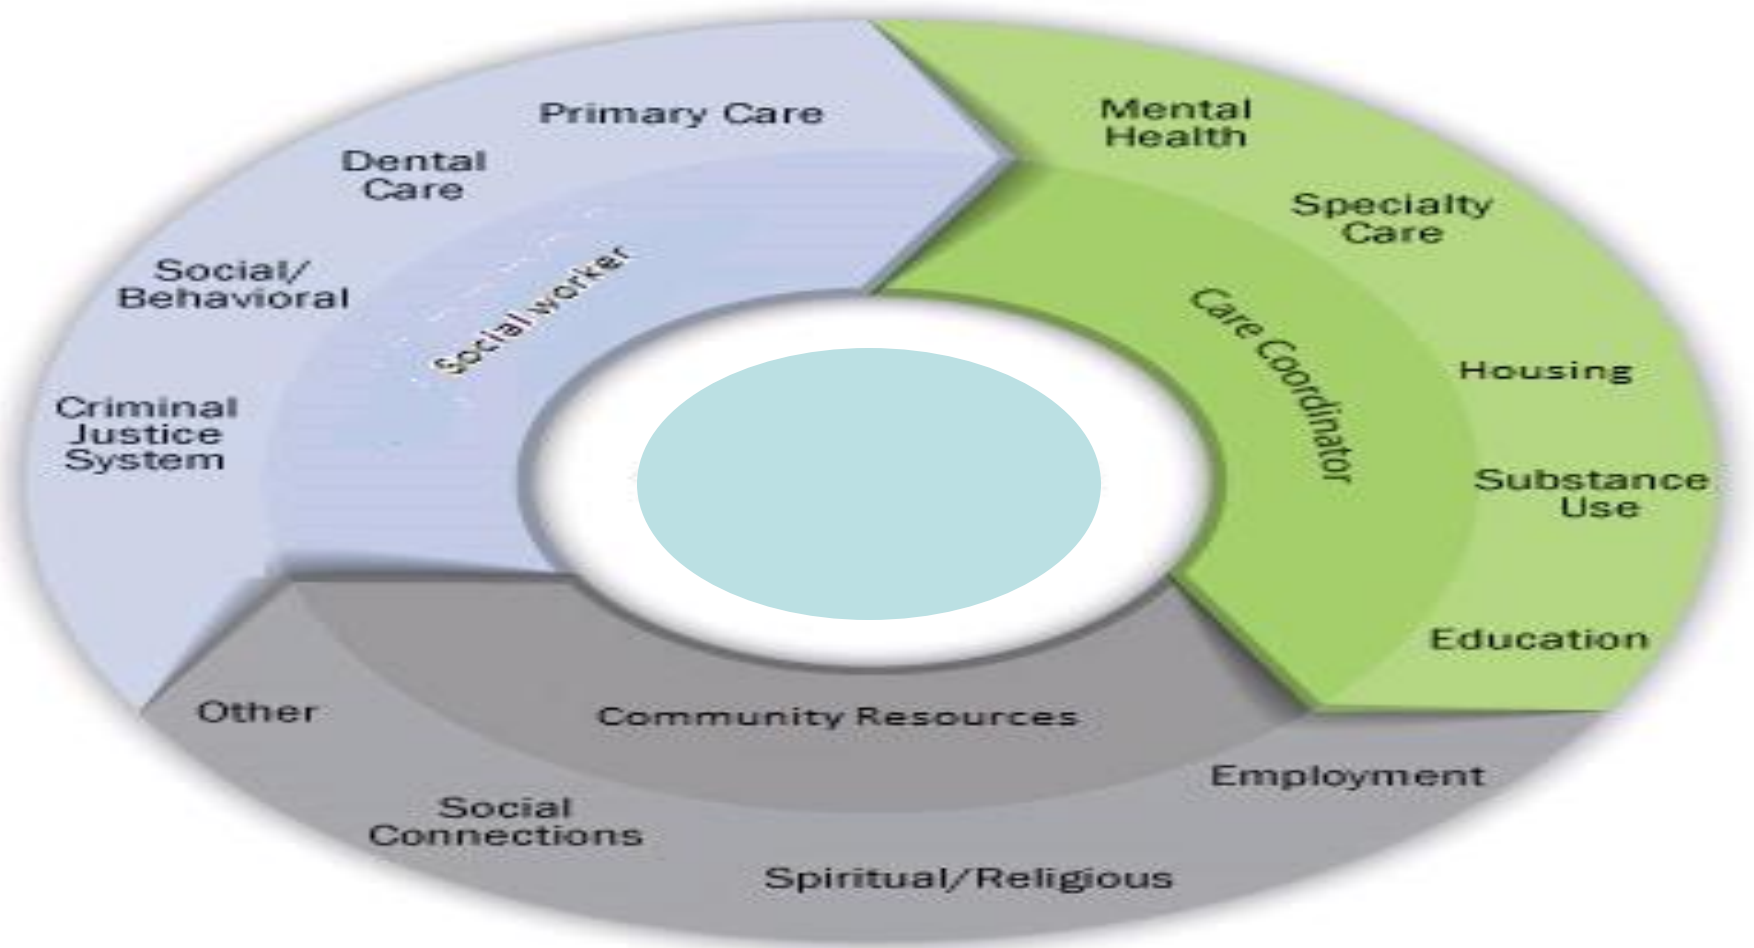 Primary Care
Dental
Care
Social/
Behavioral
Criminal
Justice
System
Social worker
Mental
Health
Specialty
Care
Housing
Substance
Use
Education
Care Coordinator
Employment
Spiritual/Religious
Social
Connections
Other
Community Resources